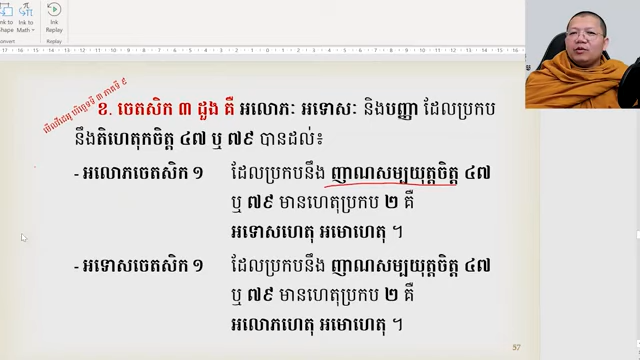 Ink to Shape
Ink to Math
Ink Replay
Convert
Replay
ខ. ចេតសិក ៣ ដួង គឺ អលោភៈ អទោសៈ និងបញ្ញា ដែលប្រកប
នឹងតិហេតុកចិត្ត ៤៧ ឬ ៧៩ បានដល់៖
- អលោភចេតសិក ១ ដែលប្រកបនឹង ញាណសម្បយុត្តចិត្ត ៤៧
ឬ ៧៩ មានហេតុប្រកប ២ គឺ
អទោសហេតុ អមោហេតុ ។
- អទោសចេតសិក ១ ដែលប្រកបនឹង ញាណសម្បយុត្តចិត្ត ៤៧
ឬ ៧៩ មានហេតុប្រកប ២ គឺ
អលោភហេតុ អមោហេតុ ។
57